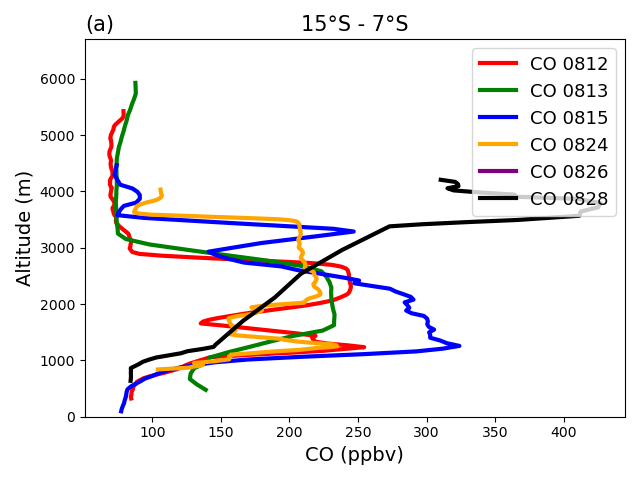 (a)
15°S - 7°S
CO 0812
CO 0813
CO 0815
CO 0824
CO 0826
CO 0828
6000
5000
4000
3000
2000
1000
0
Altitude (m)
100
150
200
250
300
350
400
CO (ppbv)